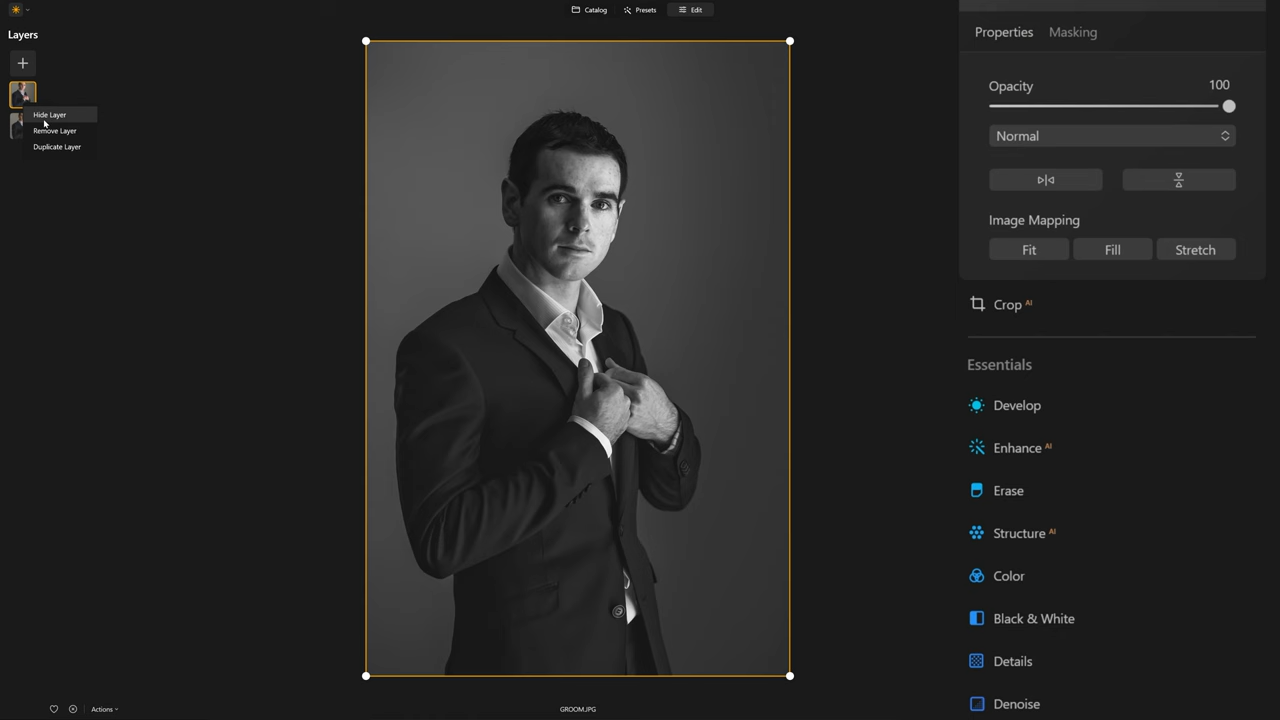 Catalog
Presets
Edit
Layers
Hide Layer
Remove Layer
Duplicate Layer
Properties
Masking
Opacity
100
Normal
Image Mapping
Fit
Fill
Stretch
Crop AI
Essentials
Develop
Enhance AI
Erase
Structure AI
Color
Black & White
Details
Denoise
Actions
GROOM.JPG